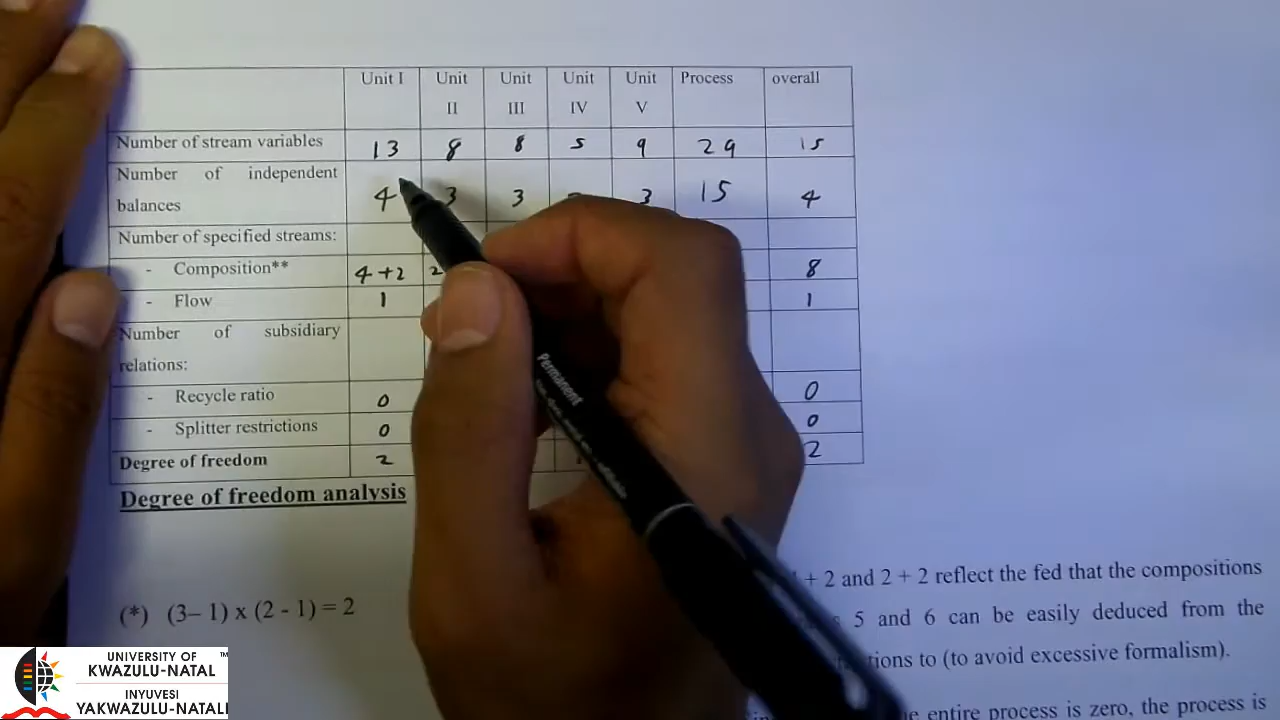 Unit I Unit II Unit III Unit IV Unit V Process overall
Number of stream variables 13 8 8 5 9 29 15
Number of independent balances 4 3 3 3 15 4
Number of specified streams:
- Composition** 4+2 2 8
- Flow 1 1
Number of subsidiary relations:
- Recycle ratio 0 0
- Splitter restrictions 0 0
Degree of freedom 2 2
Degree of freedom analysis
+ 2 and 2 + 2 reflect the fed that the compositions
(*) (3– 1) x (2 - 1) = 2
5 and 6 can be easily deduced from the
to (to avoid excessive formalism).
entire process is zero, the process is
UNIVERSITY OF ™
KWAZULU-NATAL
INYUVESI
YAKWAZULU-NATALI
Permanent